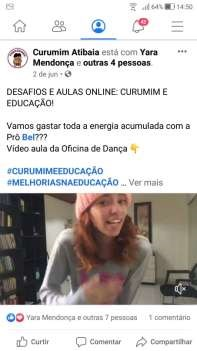 64% 14:50
42
Curumim Atibaia está com Yara
Mendonça e outras 4 pessoas.
2 de jun
DESAFIOS E AULAS ONLINE: CURUMIM E
EDUCAÇÃO!
Vamos gastar toda a energia acumulada com a
Prô Bel???
Vídeo aula da Oficina de Dança 👇
#CURUMIMEEDUCAÇÃO
#MELHORIASNAEDUCAÇÃO ... Ver mais
Yara Mendonça e outras 7 pessoas
1 comentário
Curtir
Comentar
Compartilhar